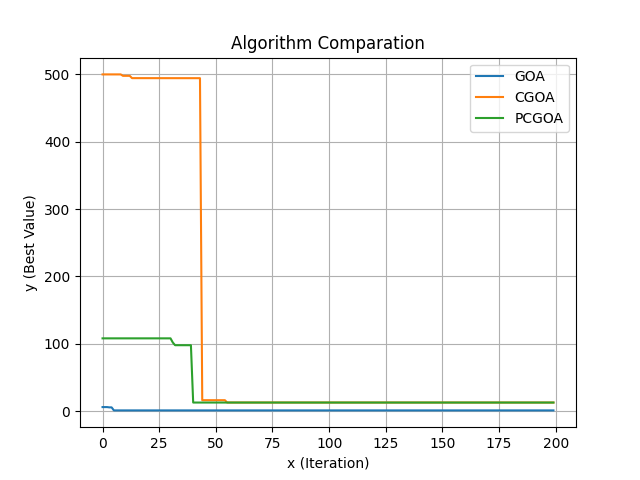 Algorithm Comparation
GOA
CGOA
PCGOA
y (Best Value)
500
400
300
200
100
0
0 25 50 75 100 125 150 175 200
x (Iteration)